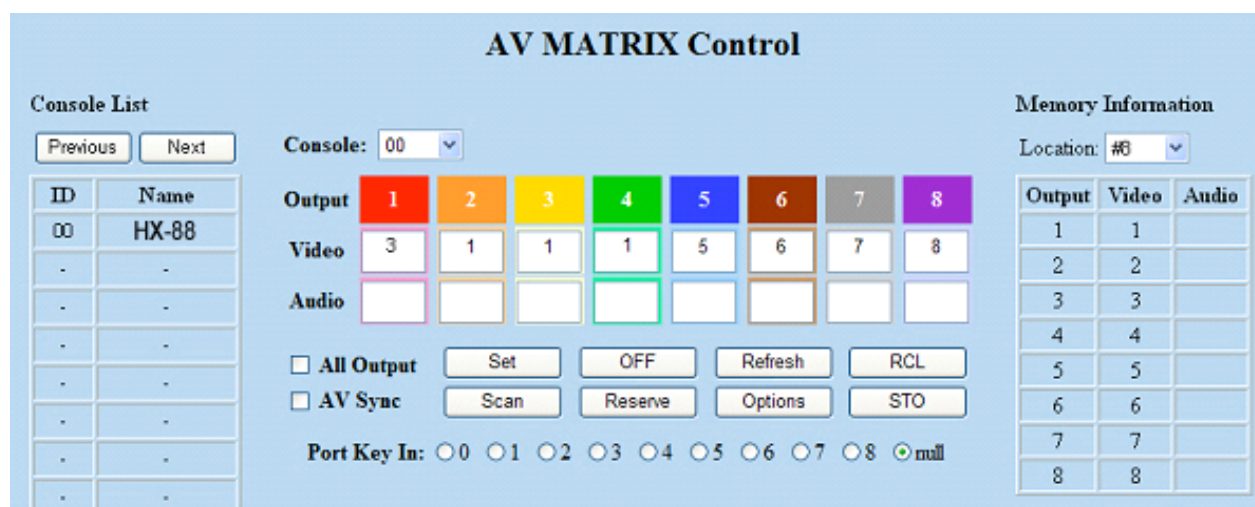 AV MATRIX Control
Console List
Previous Next
ID Name
00 HX-88
- -
- -
- -
- -
- -
- -
- -
Console: 00
Output 1 2 3 4 5 6 7 8
Video 3 1 1 1 5 6 7 8
Audio
All Output Set OFF Refresh RCL
AV Sync Scan Reserve Options STO
Port Key In: 0 1 2 3 4 5 6 7 8 null
Memory Information
Location:
Output Video Audio
1 1
2 2
3 3
4 4
5 5
6 6
7 7
8 8